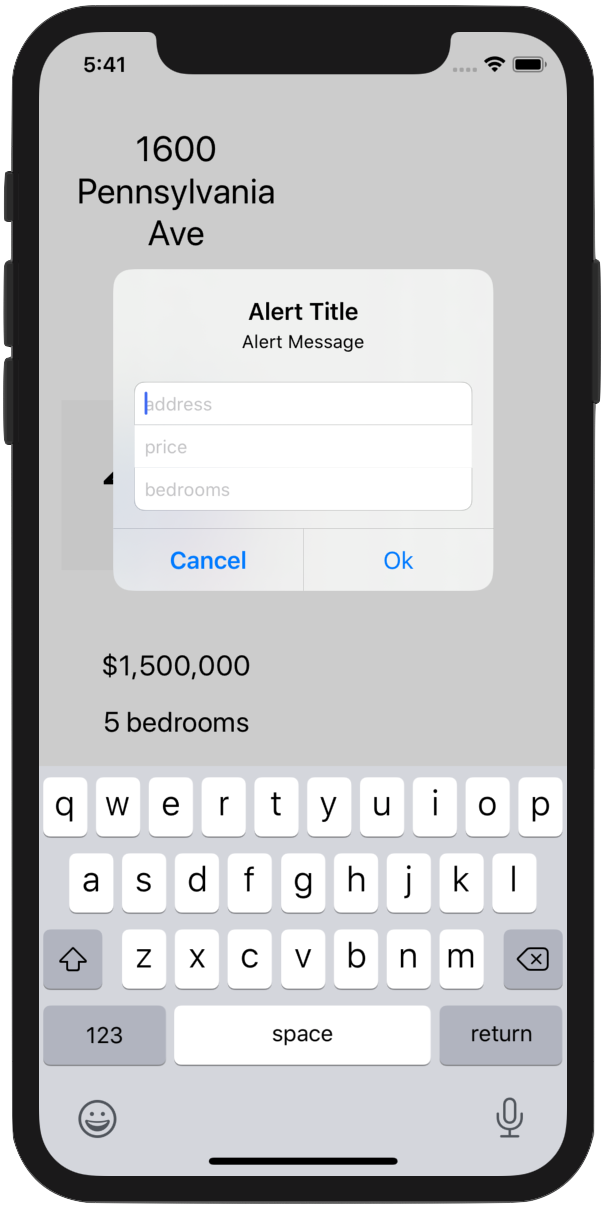 5:41
1600
Pennsylvania
Ave
Alert Title
Alert Message
address
price
bedrooms
Cancel Ok
$1,500,000
5 bedrooms
q w e r t y u i o p
a s d f g h j k l
z x c v b n m
123 space return